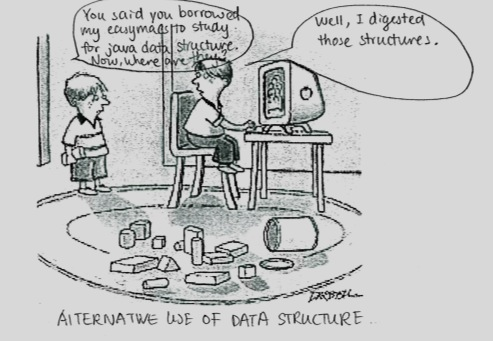 You said you borrowed
my easymacs to study
for java data structure.
Now, where are they?
Well, I digested
those structures.
ALTERNATIVE USE OF DATA STRUCTURE..